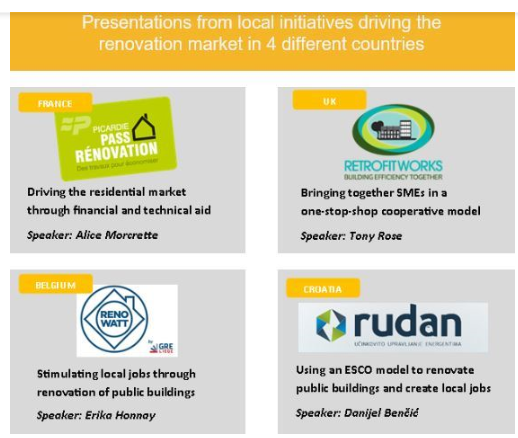 Presentations from local initiatives driving the
renovation market in 4 different countries
FRANCE
PICARDIE
PASS
RÉNOVATION
Des travaux pour économiser
Driving the residential market
through financial and technical aid
Speaker: Alice Morcrette
UK
RETROFITWORKS
BUILDING EFFICIENCY TOGETHER
Bringing together SMEs in a
one-stop-shop cooperative model
Speaker: Tony Rose
BELGIUM
RENO
WATT
by GRE
LIEGE
Stimulating local jobs through
renovation of public buildings
Speaker: Erika Honnay
CROATIA
rudan
UČINKOVITO UPRAVLJANJE ENERGENTIMA
Using an ESCO model to renovate
public buildings and create local jobs
Speaker: Danijel Benčić